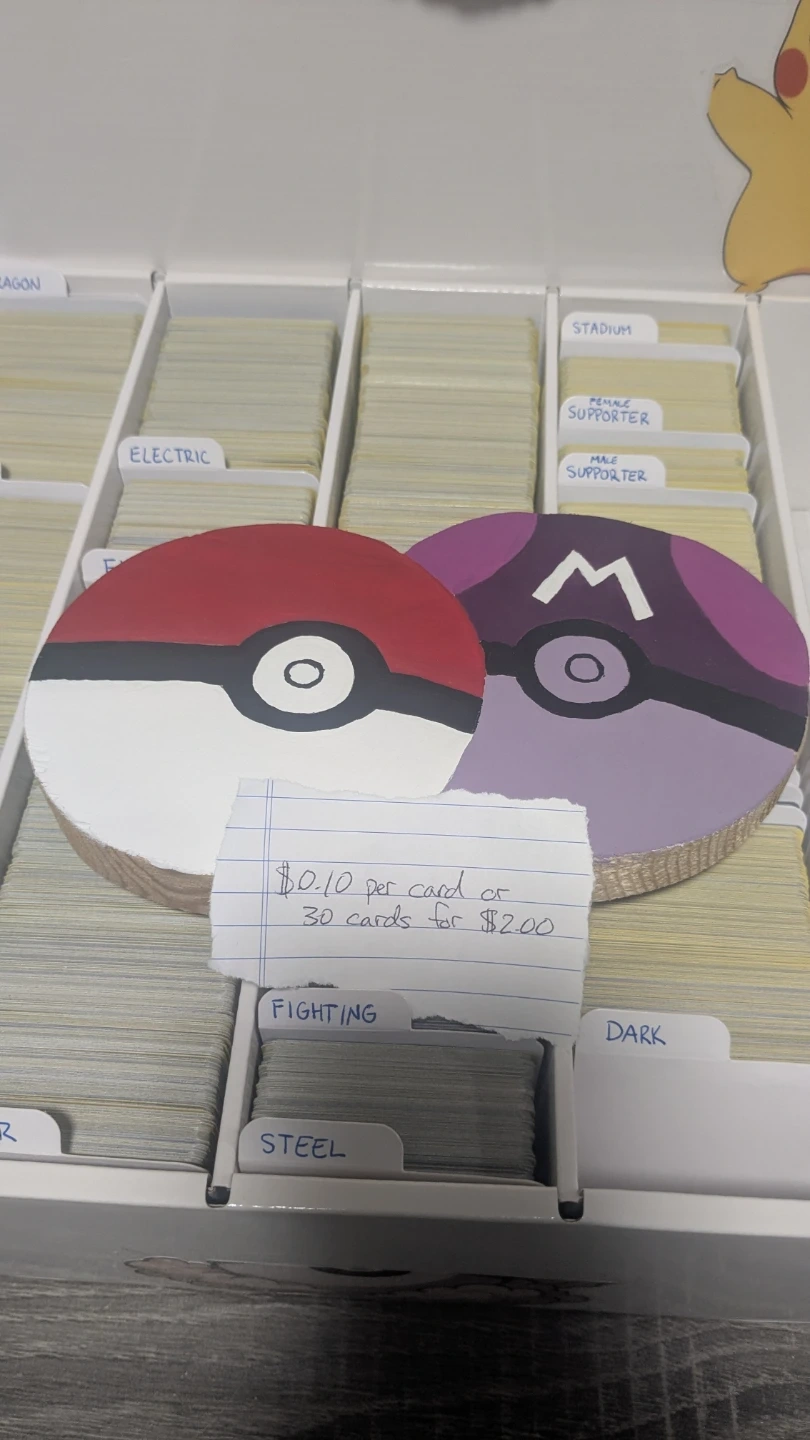 STADIUM
FEMALE
SUPPORTER
MALE
SUPPORTER
ELECTRIC
M
$0.10 per card or
30 cards for $2.00
FIGHTING
DARK
STEEL